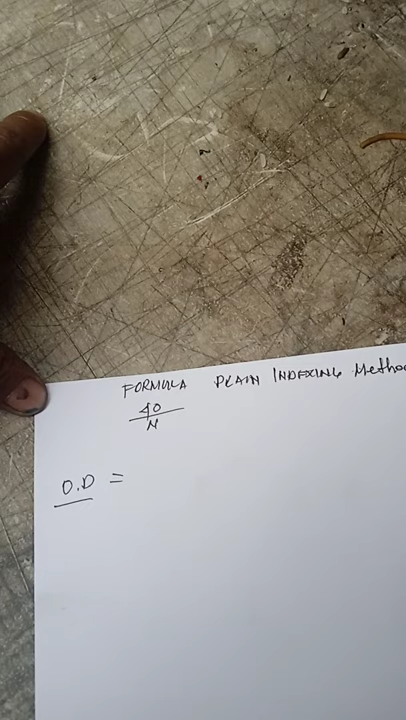 FORMULA PLAIN INDEXING Metho
40
N
O.D =